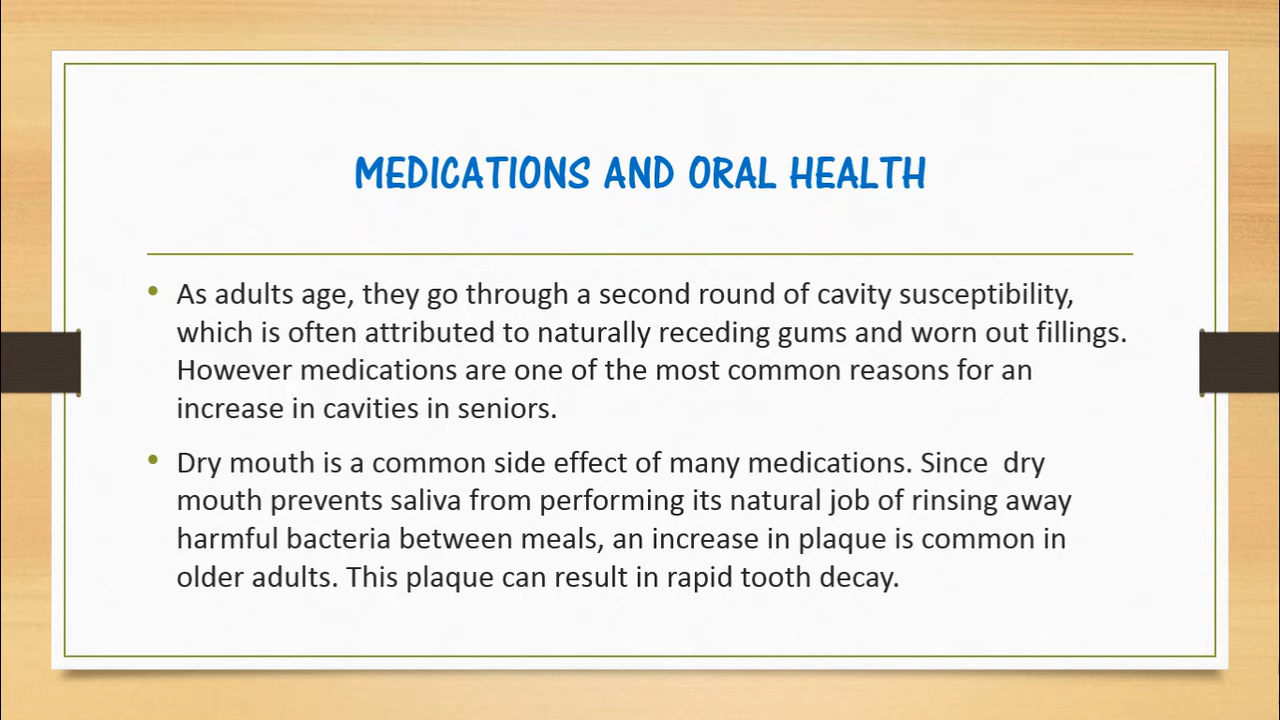 MEDICATIONS AND ORAL HEALTH
• As adults age, they go through a second round of cavity susceptibility,
which is often attributed to naturally receding gums and worn out fillings.
However medications are one of the most common reasons for an
increase in cavities in seniors.
• Dry mouth is a common side effect of many medications. Since  dry
mouth prevents saliva from performing its natural job of rinsing away
harmful bacteria between meals, an increase in plaque is common in
older adults. This plaque can result in rapid tooth decay.